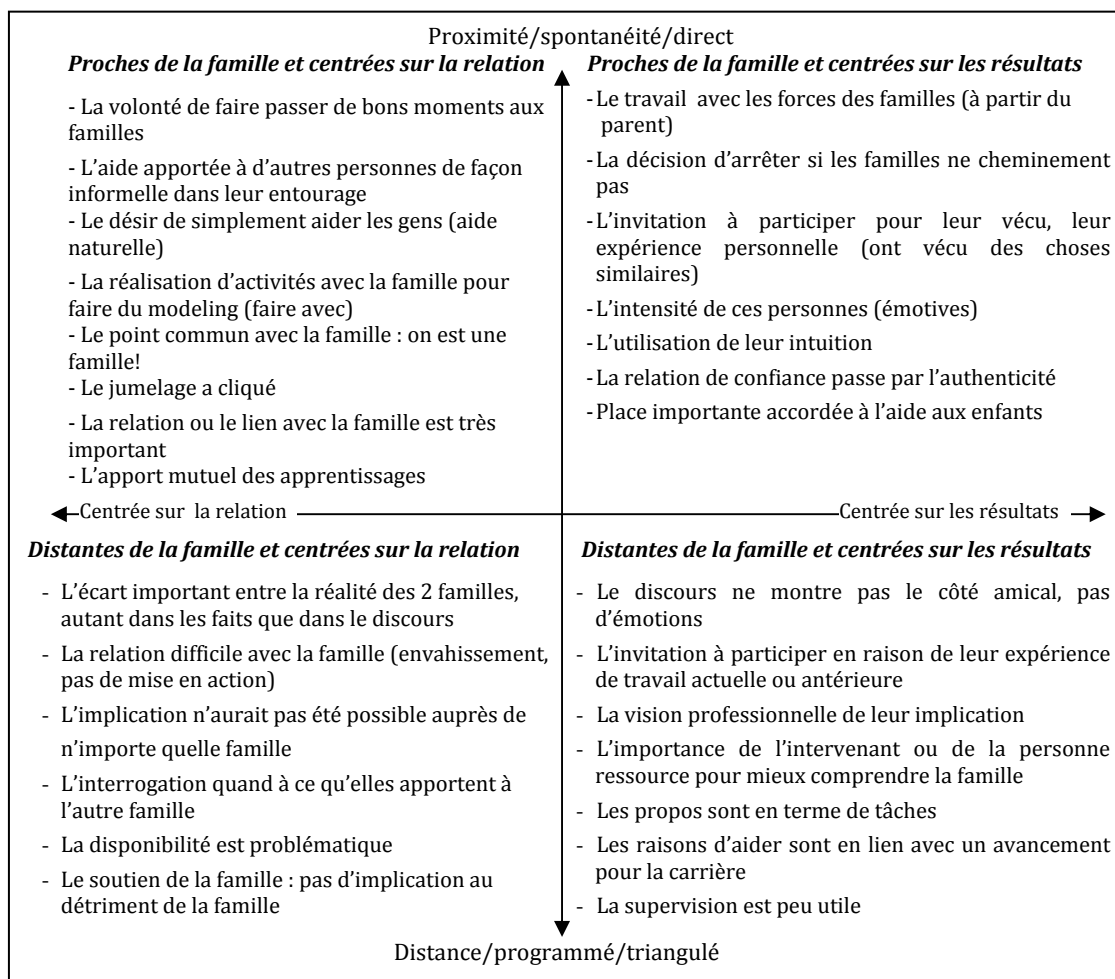 Proximité/spontanéité/direct
Proches de la famille et centrées sur la relation
- La volonté de faire passer de bons moments aux
familles
- L'aide apportée à d'autres personnes de façon
informelle dans leur entourage
- Le désir de simplement aider les gens (aide
naturelle)
- La réalisation d'activités avec la famille pour
faire du modeling (faire avec)
- Le point commun avec la famille : on est une
famille!
- Le jumelage a cliqué
- La relation ou le lien avec la famille est très
important
- L'apport mutuel des apprentissages
Proches de la famille et centrées sur les résultats
- Le travail avec les forces des familles (à partir du
parent)
- La décision d'arrêter si les familles ne cheminement
pas
- L'invitation à participer pour leur vécu, leur
expérience personnelle (ont vécu des choses
similaires)
- L'intensité de ces personnes (émotives)
- L'utilisation de leur intuition
- La relation de confiance passe par l'authenticité
- Place importante accordée à l'aide aux enfants
Centrée sur la relation
Centrée sur les résultats
Distantes de la famille et centrées sur la relation
- L'écart important entre la réalité des 2 familles,
autant dans les faits que dans le discours
- La relation difficile avec la famille (envahissement,
pas de mise en action)
- L'implication n'aurait pas été possible auprès de
n'importe quelle famille
- L'interrogation quand à ce qu'elles apportent à
l'autre famille
- La disponibilité est problématique
- Le soutien de la famille : pas d'implication au
détriment de la famille
Distantes de la famille et centrées sur les résultats
- Le discours ne montre pas le côté amical, pas
d'émotions
- L'invitation à participer en raison de leur expérience
de travail actuelle ou antérieure
- La vision professionnelle de leur implication
- L'importance de l'intervenant ou de la personne
ressource pour mieux comprendre la famille
- Les propos sont en terme de tâches
- Les raisons d'aider sont en lien avec un avancement
pour la carrière
- La supervision est peu utile
Distance/programmé/triangulé